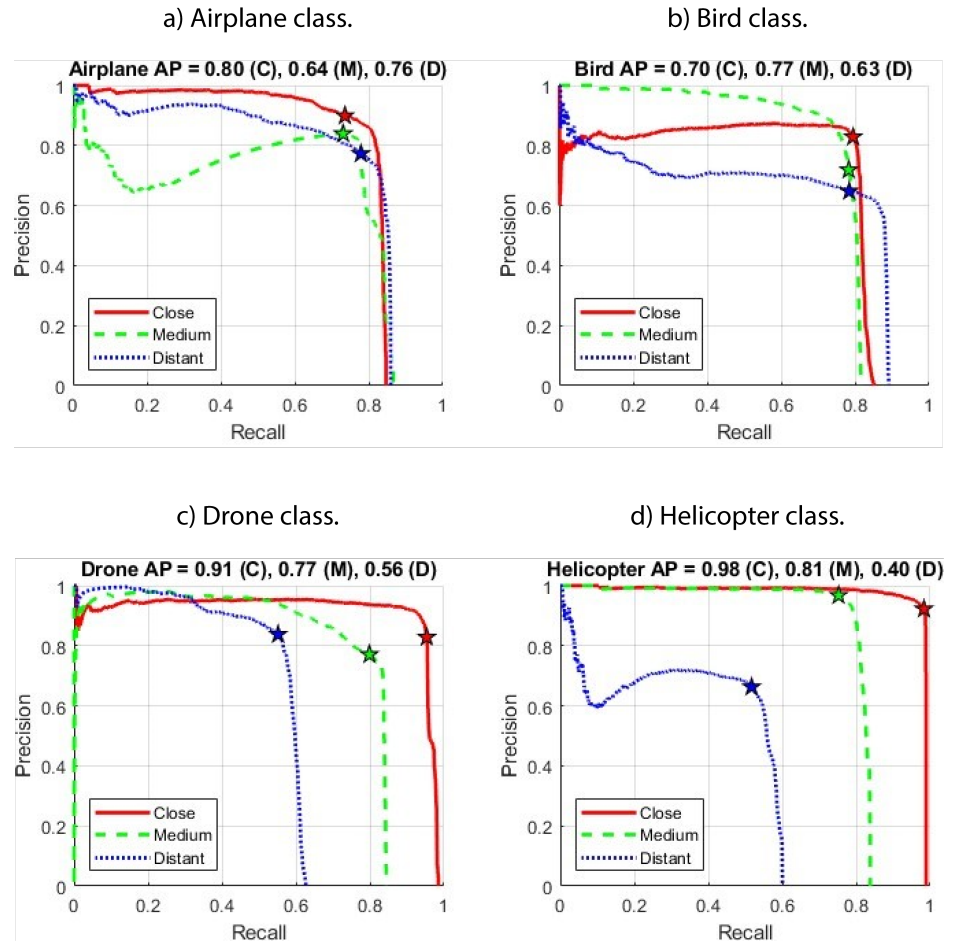 a) Airplane class.
Airplane AP = 0.80 (C), 0.64 (M), 0.76 (D)
1
0.8
0.6
0.4
0.2
0
Precision
Close
Medium
Distant
0 0.2 0.4 0.6 0.8 1
Recall
b) Bird class.
Bird AP = 0.70 (C), 0.77 (M), 0.63 (D)
1
0.8
0.6
0.4
0.2
0
Precision
Close
Medium
Distant
0 0.2 0.4 0.6 0.8 1
Recall
c) Drone class.
Drone AP = 0.91 (C), 0.77 (M), 0.56 (D)
1
0.8
0.6
0.4
0.2
0
Precision
Close
Medium
Distant
0 0.2 0.4 0.6 0.8 1
Recall
d) Helicopter class.
Helicopter AP = 0.98 (C), 0.81 (M), 0.40 (D)
1
0.8
0.6
0.4
0.2
0
Precision
Close
Medium
Distant
0 0.2 0.4 0.6 0.8 1
Recall